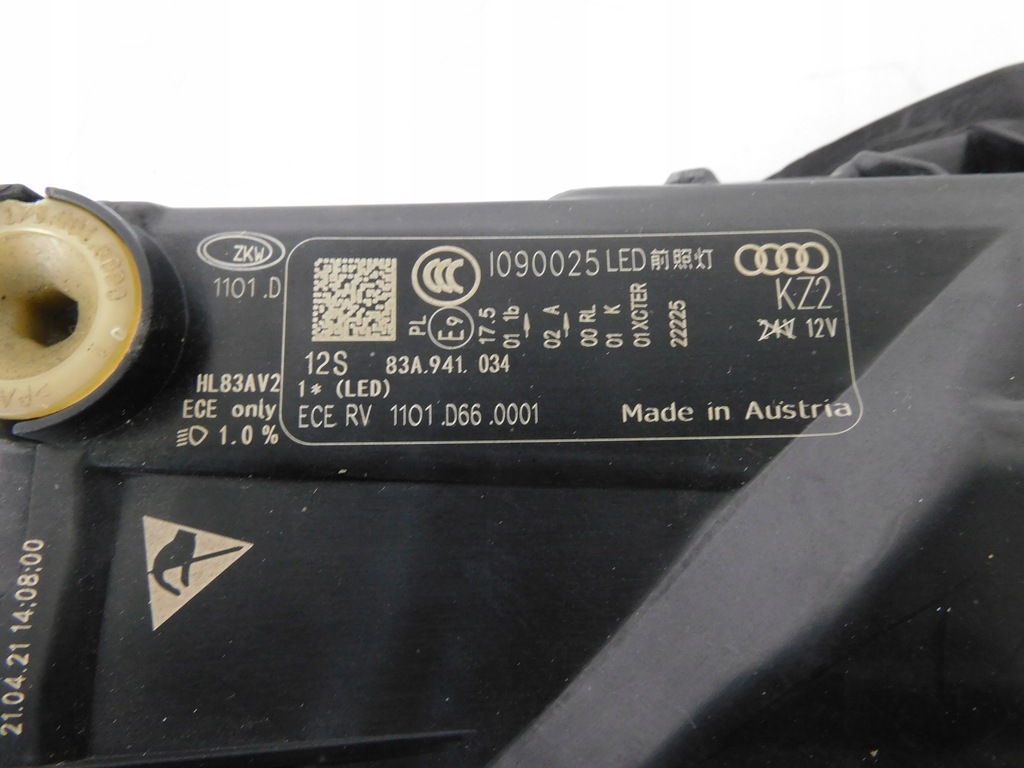 ZKW
1101.D
CCC
I090025 LED前照灯
PL
E9
17.5
01 1b
02 A
00 RL
01 K
01XCTER
22225
KZ2
24V 12V
12S 83A.941.034
HL83AV2
1* (LED)
ECE only
ECE RV 1101.D66.0001
Made in Austria
1.0 %
21.04.21 14:08:00